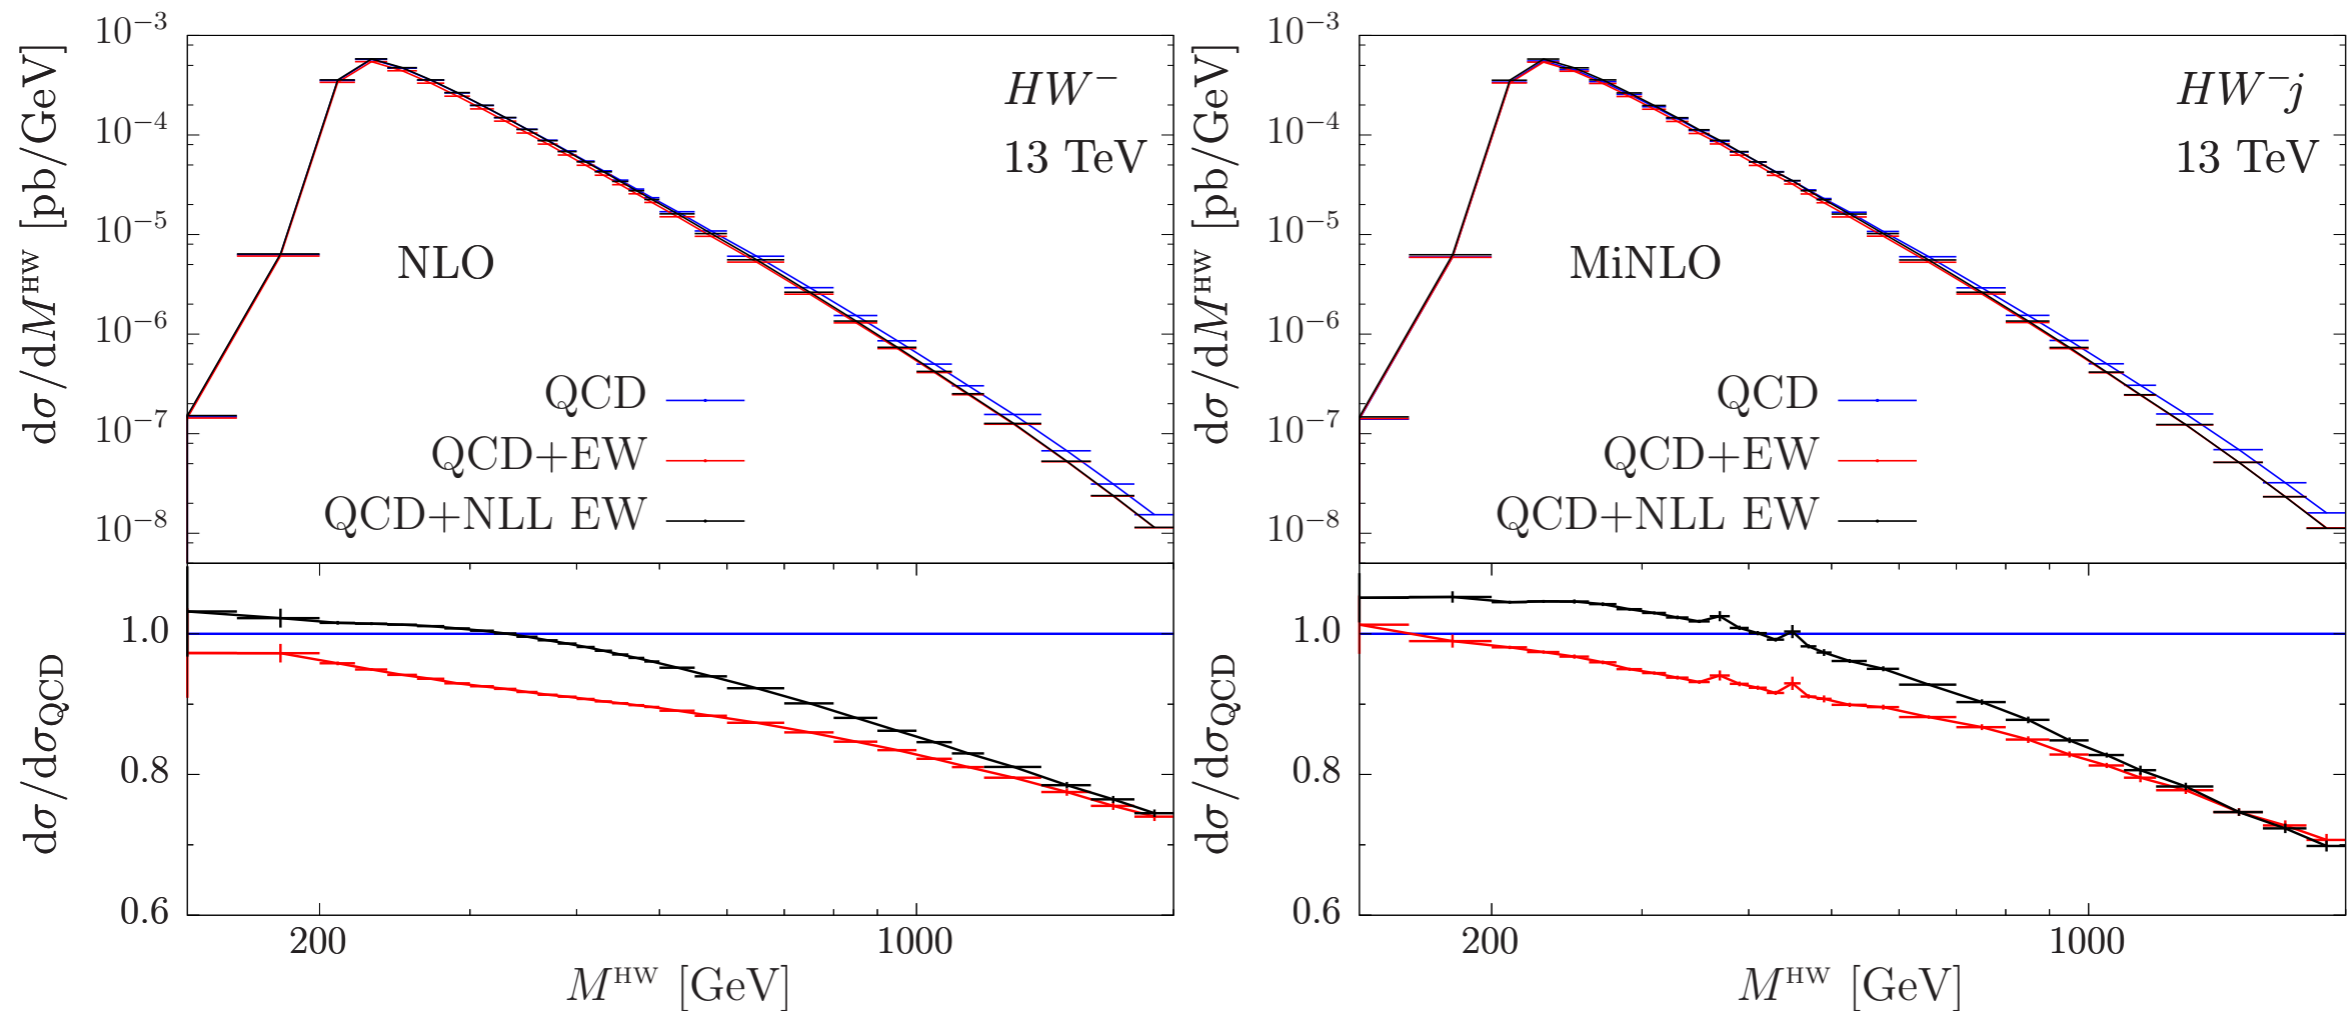 10⁻³
10⁻⁴
10⁻⁵
10⁻⁶
10⁻⁷
10⁻⁸
dσ/dM^HW [pb/GeV]
HW⁻
13 TeV
NLO
QCD
QCD+EW
QCD+NLL EW
1.0
0.8
0.6
dσ/dσ_QCD
200
1000
M^HW [GeV]
10⁻³
10⁻⁴
10⁻⁵
10⁻⁶
10⁻⁷
10⁻⁸
dσ/dM^HW [pb/GeV]
HW⁻j
13 TeV
MiNLO
QCD
QCD+EW
QCD+NLL EW
1.0
0.8
0.6
dσ/dσ_QCD
200
1000
M^HW [GeV]